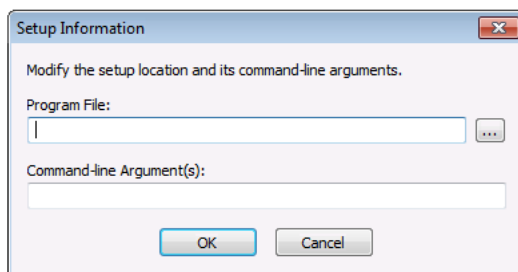 Setup Information
Modify the setup location and its command-line arguments.
Program File:
...
Command-line Argument(s):
OK Cancel